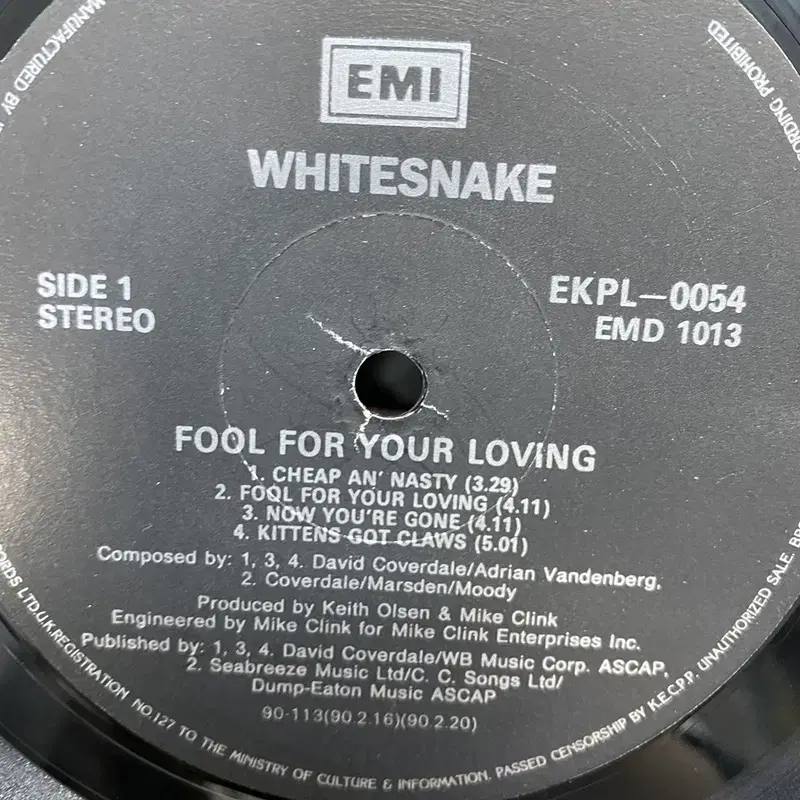 EMI
WHITESNAKE
SIDE 1
STEREO
EKPL—0054
EMD 1013
FOOL FOR YOUR LOVING
1. CHEAP AN' NASTY (3.29)
2. FOOL FOR YOUR LOVING (4.11)
3. NOW YOU'RE GONE (4.11)
4. KITTENS GOT CLAWS (5.01)
Composed by: 1, 3, 4. David Coverdale/Adrian Vandenberg,
2. Coverdale/Marsden/Moody
Produced by Keith Olsen & Mike Clink
Engineered by Mike Clink for Mike Clink Enterprises Inc.
Published by: 1, 3, 4. David Coverdale/WB Music Corp. ASCAP,
2. Seabreeze Music Ltd/C. C. Songs Ltd/
Dump-Eaton Music ASCAP
90-113(90.2.16)(90.2.20)
MANUFACTURED BY
LTD.U.K.REGISTRATION NO.127 TO THE MINISTRY OF CULTURE & INFORMATION. PASSED CENSORSHIP BY K.E.C.P.P. UNAUTHORIZED SALE,
PROHIBITED